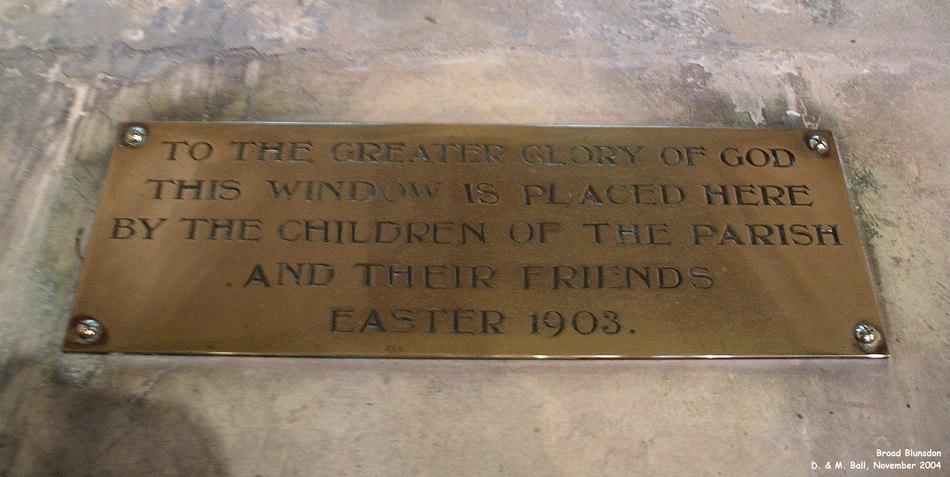 TO THE GREATER GLORY OF GOD
THIS WINDOW IS PLACED HERE
BY THE CHILDREN OF THE PARISH
AND THEIR FRIENDS
EASTER 1903.
Broad Blunsdon
D. & M. Ball, November 2004